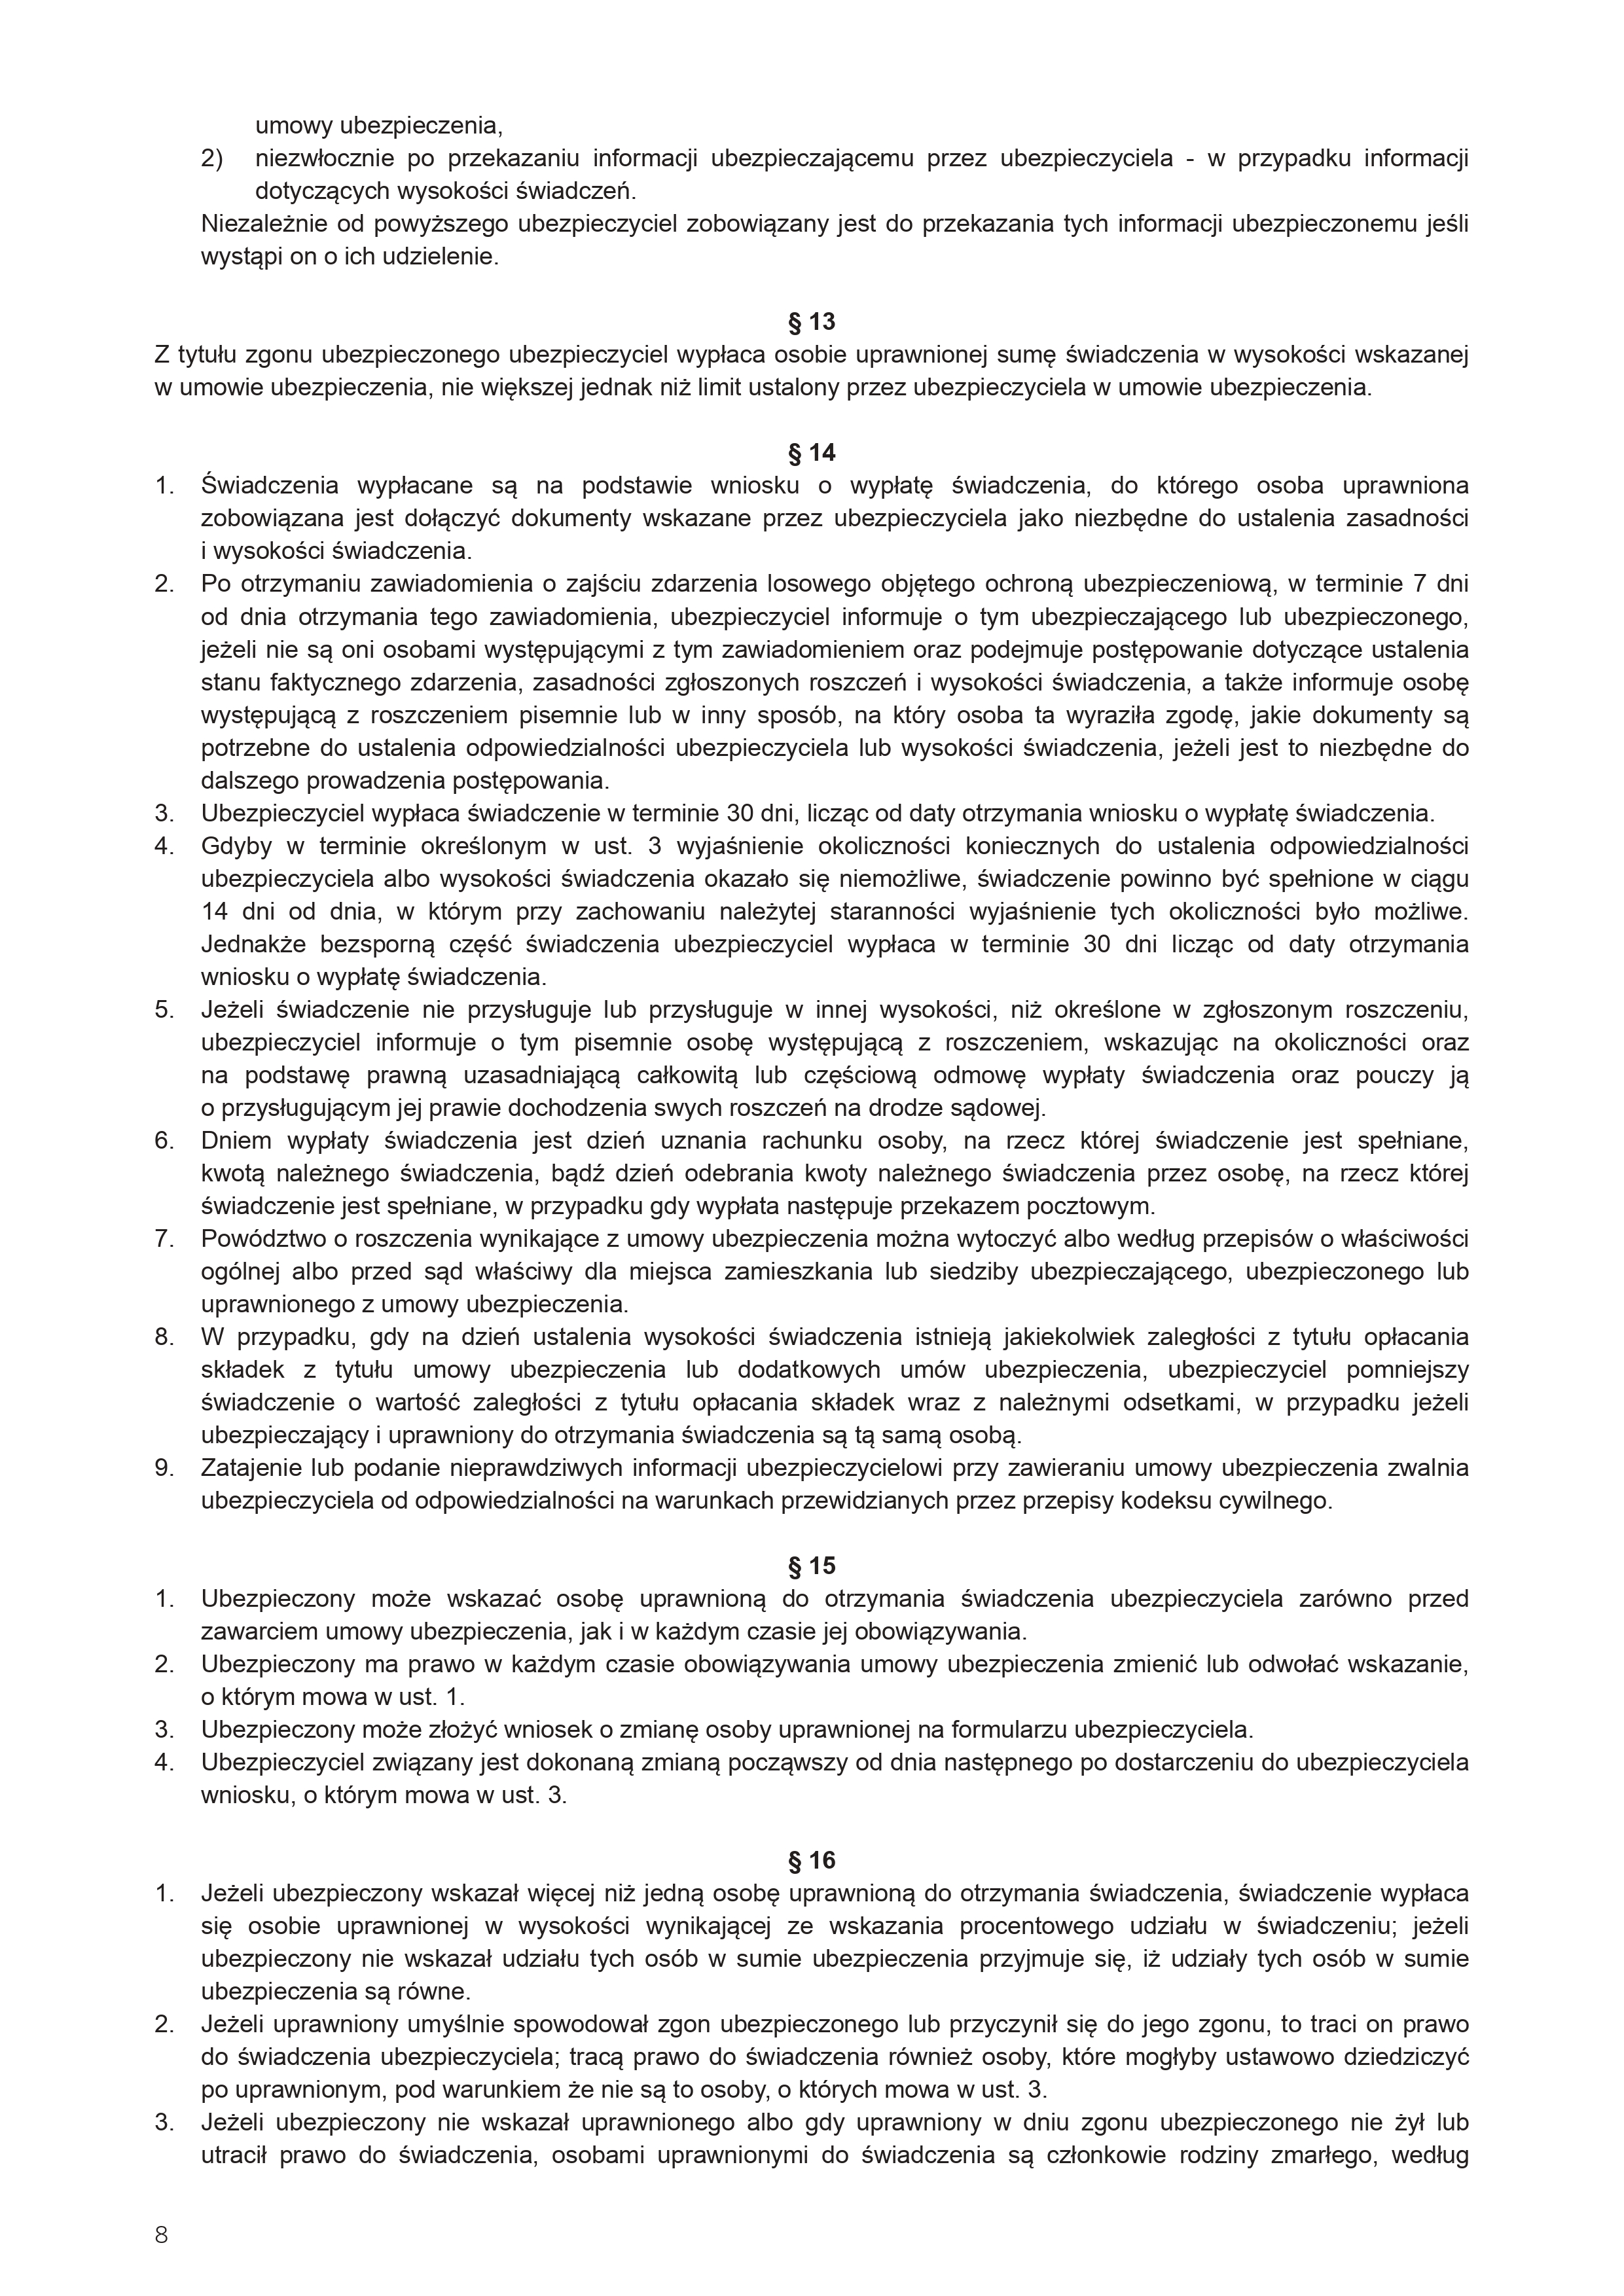 umowy ubezpieczenia,
2) niezwłocznie po przekazaniu informacji ubezpieczającemu przez ubezpieczyciela - w przypadku informacji
dotyczących wysokości świadczeń.
Niezależnie od powyższego ubezpieczyciel zobowiązany jest do przekazania tych informacji ubezpieczonemu jeśli
wystąpi on o ich udzielenie.
§ 13
Z tytułu zgonu ubezpieczonego ubezpieczyciel wypłaca osobie uprawnionej sumę świadczenia w wysokości wskazanej
w umowie ubezpieczenia, nie większej jednak niż limit ustalony przez ubezpieczyciela w umowie ubezpieczenia.
§ 14
1. Świadczenia wypłacane są na podstawie wniosku o wypłatę świadczenia, do którego osoba uprawniona
zobowiązana jest dołączyć dokumenty wskazane przez ubezpieczyciela jako niezbędne do ustalenia zasadności
i wysokości świadczenia.
2. Po otrzymaniu zawiadomienia o zajściu zdarzenia losowego objętego ochroną ubezpieczeniową, w terminie 7 dni
od dnia otrzymania tego zawiadomienia, ubezpieczyciel informuje o tym ubezpieczającego lub ubezpieczonego,
jeżeli nie są oni osobami występującymi z tym zawiadomieniem oraz podejmuje postępowanie dotyczące ustalenia
stanu faktycznego zdarzenia, zasadności zgłoszonych roszczeń i wysokości świadczenia, a także informuje osobę
występującą z roszczeniem pisemnie lub w inny sposób, na który osoba ta wyraziła zgodę, jakie dokumenty są
potrzebne do ustalenia odpowiedzialności ubezpieczyciela lub wysokości świadczenia, jeżeli jest to niezbędne do
dalszego prowadzenia postępowania.
3. Ubezpieczyciel wypłaca świadczenie w terminie 30 dni, licząc od daty otrzymania wniosku o wypłatę świadczenia.
4. Gdyby w terminie określonym w ust. 3 wyjaśnienie okoliczności koniecznych do ustalenia odpowiedzialności
ubezpieczyciela albo wysokości świadczenia okazało się niemożliwe, świadczenie powinno być spełnione w ciągu
14 dni od dnia, w którym przy zachowaniu należytej staranności wyjaśnienie tych okoliczności było możliwe.
Jednakże bezsporną część świadczenia ubezpieczyciel wypłaca w terminie 30 dni licząc od daty otrzymania
wniosku o wypłatę świadczenia.
5. Jeżeli świadczenie nie przysługuje lub przysługuje w innej wysokości, niż określone w zgłoszonym roszczeniu,
ubezpieczyciel informuje o tym pisemnie osobę występującą z roszczeniem, wskazując na okoliczności oraz
na podstawę prawną uzasadniającą całkowitą lub częściową odmowę wypłaty świadczenia oraz pouczy ją
o przysługującym jej prawie dochodzenia swych roszczeń na drodze sądowej.
6. Dniem wypłaty świadczenia jest dzień uznania rachunku osoby, na rzecz której świadczenie jest spełniane,
kwotą należnego świadczenia, bądź dzień odebrania kwoty należnego świadczenia przez osobę, na rzecz której
świadczenie jest spełniane, w przypadku gdy wypłata następuje przekazem pocztowym.
7. Powództwo o roszczenia wynikające z umowy ubezpieczenia można wytoczyć albo według przepisów o właściwości
ogólnej albo przed sąd właściwy dla miejsca zamieszkania lub siedziby ubezpieczającego, ubezpieczonego lub
uprawnionego z umowy ubezpieczenia.
8. W przypadku, gdy na dzień ustalenia wysokości świadczenia istnieją jakiekolwiek zaległości z tytułu opłacania
składek z tytułu umowy ubezpieczenia lub dodatkowych umów ubezpieczenia, ubezpieczyciel pomniejszy
świadczenie o wartość zaległości z tytułu opłacania składek wraz z należnymi odsetkami, w przypadku jeżeli
ubezpieczający i uprawniony do otrzymania świadczenia są tą samą osobą.
9. Zatajenie lub podanie nieprawdziwych informacji ubezpieczycielowi przy zawieraniu umowy ubezpieczenia zwalnia
ubezpieczyciela od odpowiedzialności na warunkach przewidzianych przez przepisy kodeksu cywilnego.
§ 15
1. Ubezpieczony może wskazać osobę uprawnioną do otrzymania świadczenia ubezpieczyciela zarówno przed
zawarciem umowy ubezpieczenia, jak i w każdym czasie jej obowiązywania.
2. Ubezpieczony ma prawo w każdym czasie obowiązywania umowy ubezpieczenia zmienić lub odwołać wskazanie,
o którym mowa w ust. 1.
3. Ubezpieczony może złożyć wniosek o zmianę osoby uprawnionej na formularzu ubezpieczyciela.
4. Ubezpieczyciel związany jest dokonaną zmianą począwszy od dnia następnego po dostarczeniu do ubezpieczyciela
wniosku, o którym mowa w ust. 3.
§ 16
1. Jeżeli ubezpieczony wskazał więcej niż jedną osobę uprawnioną do otrzymania świadczenia, świadczenie wypłaca
się osobie uprawnionej w wysokości wynikającej ze wskazania procentowego udziału w świadczeniu; jeżeli
ubezpieczony nie wskazał udziału tych osób w sumie ubezpieczenia przyjmuje się, iż udziały tych osób w sumie
ubezpieczenia są równe.
2. Jeżeli uprawniony umyślnie spowodował zgon ubezpieczonego lub przyczynił się do jego zgonu, to traci on prawo
do świadczenia ubezpieczyciela; tracą prawo do świadczenia również osoby, które mogłyby ustawowo dziedziczyć
po uprawnionym, pod warunkiem że nie są to osoby, o których mowa w ust. 3.
3. Jeżeli ubezpieczony nie wskazał uprawnionego albo gdy uprawniony w dniu zgonu ubezpieczonego nie żył lub
utracił prawo do świadczenia, osobami uprawnionymi do świadczenia są członkowie rodziny zmarłego, według
8